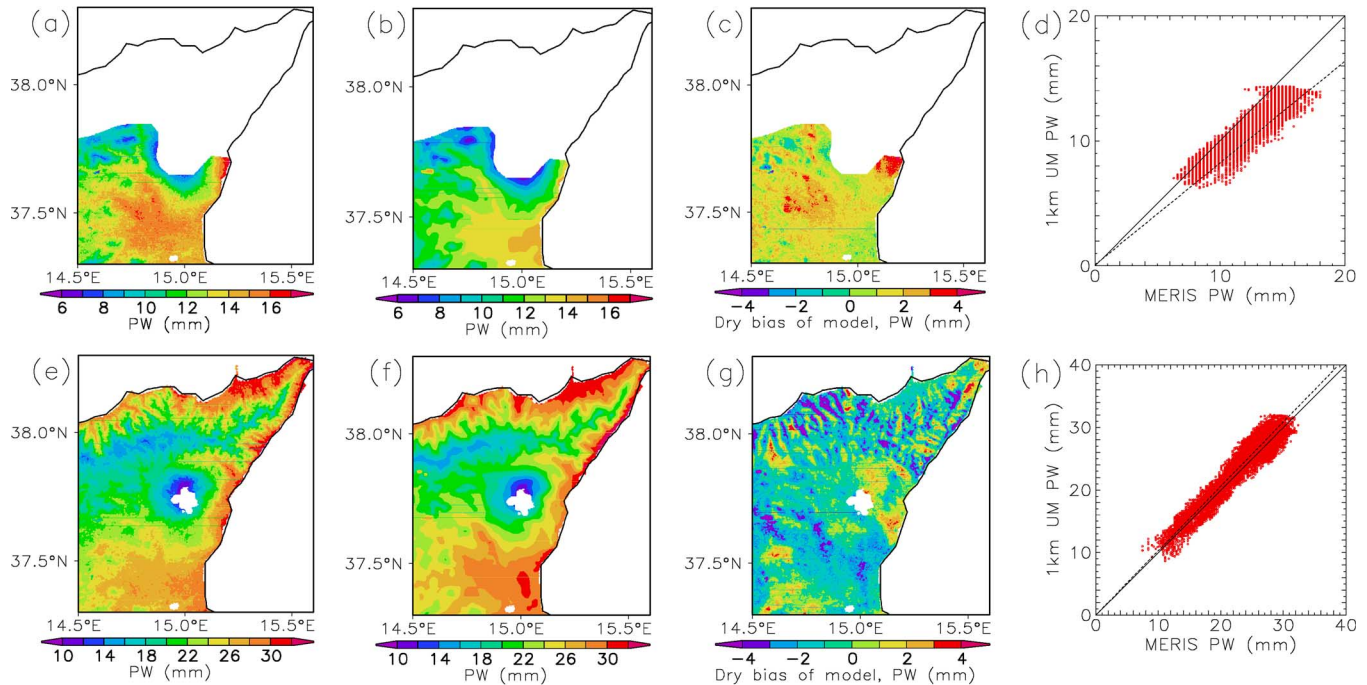 (a)
38.0°N
37.5°N
14.5°E 15.0°E 15.5°E
6 8 10 12 14 16
PW (mm)
(b)
38.0°N
37.5°N
14.5°E 15.0°E 15.5°E
6 8 10 12 14 16
PW (mm)
(c)
38.0°N
37.5°N
14.5°E 15.0°E 15.5°E
−4 −2 0 2 4
Dry bias of model, PW (mm)
(d)
1km UM PW (mm)
20
10
0
0 10 20
MERIS PW (mm)
(e)
38.0°N
37.5°N
14.5°E 15.0°E 15.5°E
10 14 18 22 26 30
PW (mm)
(f)
38.0°N
37.5°N
14.5°E 15.0°E 15.5°E
10 14 18 22 26 30
PW (mm)
(g)
38.0°N
37.5°N
14.5°E 15.0°E 15.5°E
−4 −2 0 2 4
Dry bias of model, PW (mm)
(h)
1km UM PW (mm)
40
30
20
10
0
0 10 20 30 40
MERIS PW (mm)